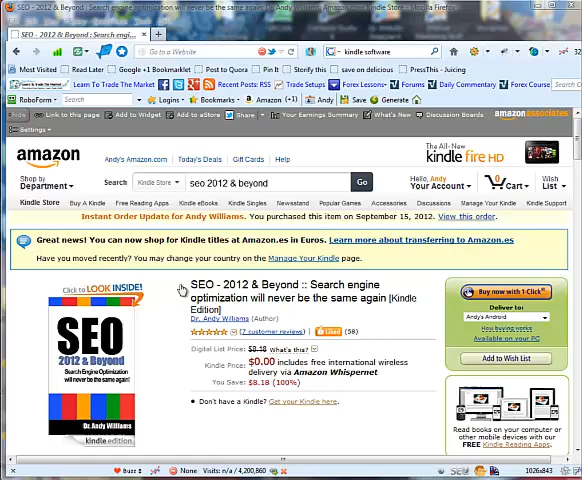 SEO - 2012 & Beyond :: Search engine optimization will never be the same again: Dr. Andy Williams: Amazon
Kindle Store - Mozilla Firefox
SEO - 2012 & Beyond : Search engi...
Go to a Website
kindle software
Most Visited Read Later Google +1 Bookmarklet Post to Quora Pin It Storify this save on delicious PressThis - Juicing
Learn To Trade The Market Recent Posts: RSS Trade Setups Forex Lessons Forums Daily Commentary Forex Course
RoboForm Search Logins Bookmarks Amazon (+1) Andy Save Generate
Link to this page Add to Widget Add to aStore Share Your Earnings Summary What's New Discussion Boards amazon associates
Settings
amazon Andy's Amazon.com Today's Deals Gift Cards Help
The All-New
kindle fire HD
Shop by
Department
Search Kindle Store seo 2012 & beyond Go
Hello, Andy
Your Account
0
Cart
Wish
List
Kindle Store Buy A Kindle Free Reading Apps Kindle eBooks Kindle Singles Newsstand Popular Games Accessories Discussions Manage Your Kindle Kindle Support
Instant Order Update for Andy Williams. You purchased this item on September 15, 2012. View this order.
Great news! You can now shop for Kindle titles at Amazon.es in Euros. Learn more about transferring to Amazon.es
Have you moved recently? You may change your country on the Manage Your Kindle page.
Click to LOOK INSIDE!
SEO
2012 & Beyond
Search Engine Optimization
will never be the same again!
Dr. Andy Williams
kindle edition
SEO - 2012 & Beyond :: Search engine
optimization will never be the same again [Kindle
Edition]
Dr. Andy Williams (Author)
(7 customer reviews) Liked (58)
Digital List Price: $8.18 What's this?
Kindle Price: $0.00 includes free international wireless
delivery via Amazon Whispernet
You Save: $8.18 (100%)
Don't have a Kindle? Get your Kindle here.
Buy now with 1-Click
Deliver to:
Andy's Android
How buying works
Available on your PC
Add to Wish List
Read books on your computer or
other mobile devices with our
FREE Kindle Reading Apps.
Buzz None Visits: n/a / 4,200,860 SEO 1026x843